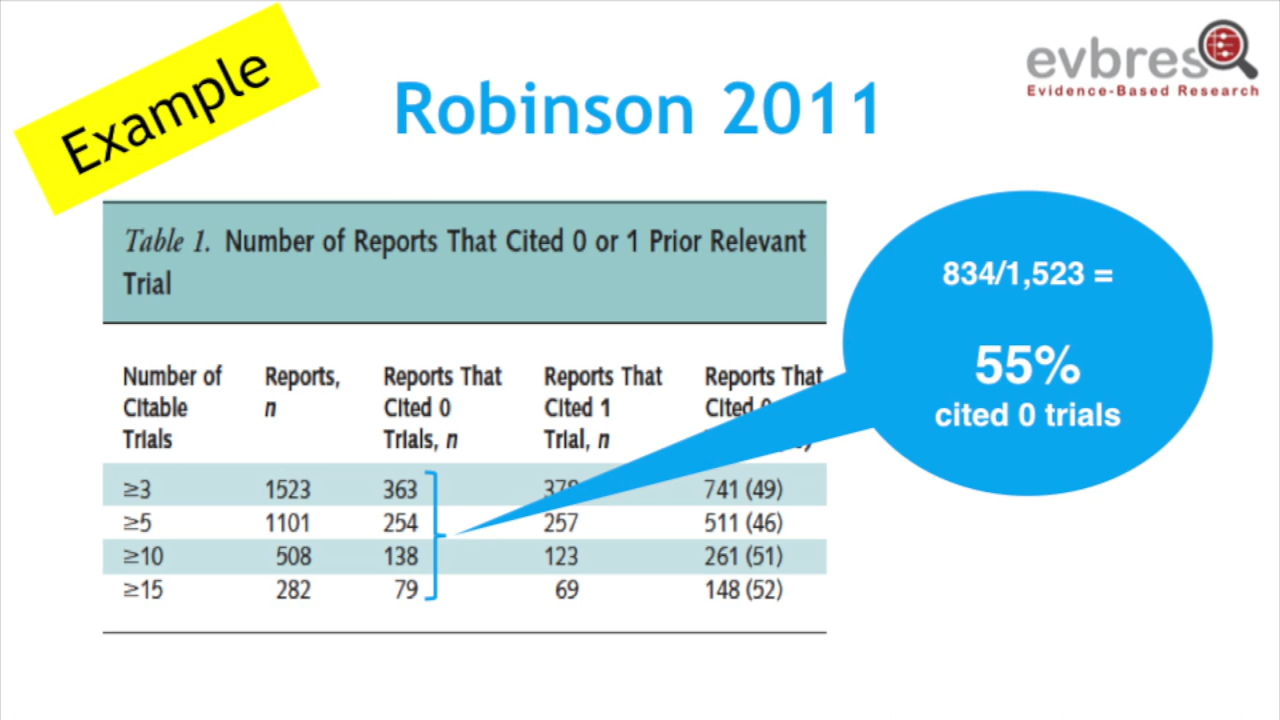 Example
evbres
Evidence-Based Research
Robinson 2011
Table 1. Number of Reports That Cited 0 or 1 Prior Relevant
Trial
834/1,523 =
55%
cited 0 trials
Number of Reports, Reports That Reports That Reports That
Citable n Cited 0 Cited 1 Cited
Trials Trials, n Trial, n
≥3 1523 363 741 (49)
≥5 1101 254 257 511 (46)
≥10 508 138 123 261 (51)
≥15 282 79 69 148 (52)